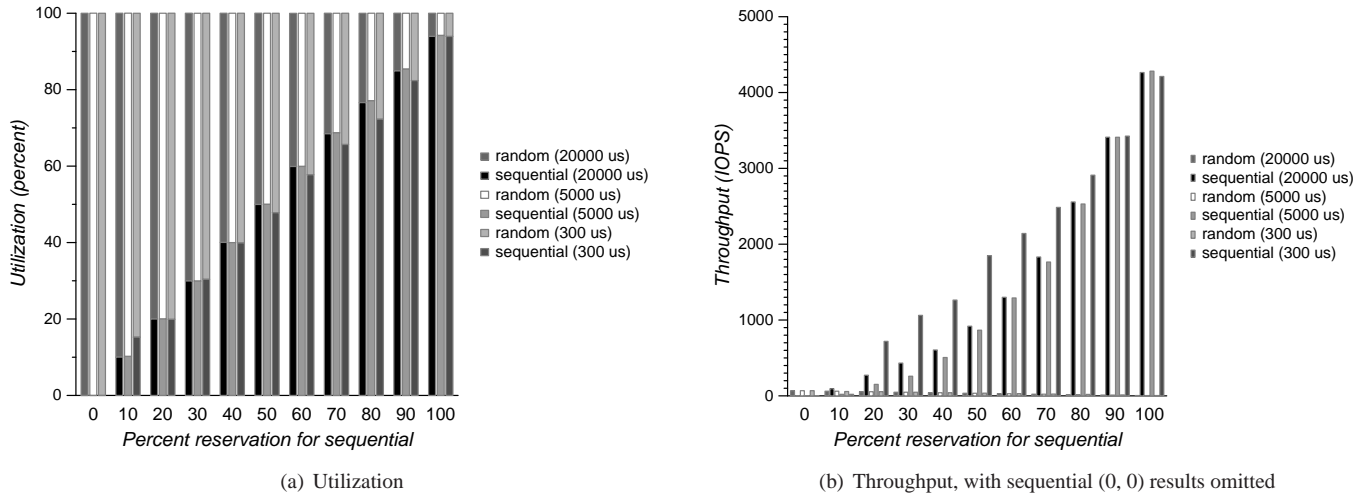 100
80
60
40
20
0
Utilization (percent)
0 10 20 30 40 50 60 70 80 90 100
Percent reservation for sequential
random (20000 us)
sequential (20000 us)
random (5000 us)
sequential (5000 us)
random (300 us)
sequential (300 us)
(a) Utilization
5000
4000
3000
2000
1000
0
Throughput (IOPS)
0 10 20 30 40 50 60 70 80 90 100
Percent reservation for sequential
random (20000 us)
sequential (20000 us)
random (5000 us)
sequential (5000 us)
random (300 us)
sequential (300 us)
(b) Throughput, with sequential (0, 0) results omitted